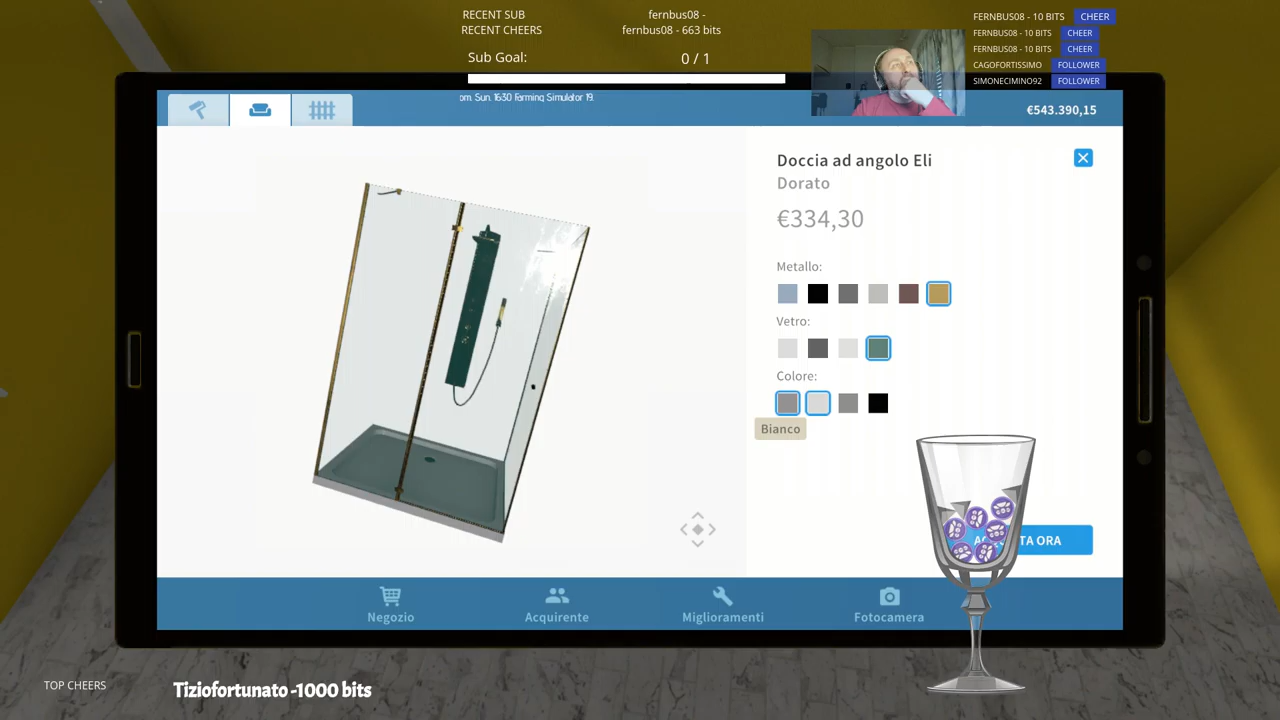 RECENT SUB
fernbus08 -
RECENT CHEERS
fernbus08 - 663 bits
Sub Goal:
0 / 1
FERNBUS08 - 10 BITS CHEER
FERNBUS08 - 10 BITS CHEER
FERNBUS08 - 10 BITS CHEER
CAGOFORTISSIMO FOLLOWER
SIMONECIMINO92 FOLLOWER
om. Sun. 1630 Farming Simulator 19.
€543.390,15
Doccia ad angolo Eli
Dorato
€334,30
Metallo:
Vetro:
Colore:
Bianco
TA ORA
Negozio
Acquirente
Miglioramenti
Fotocamera
TOP CHEERS
Tiziofortunato -1000 bits